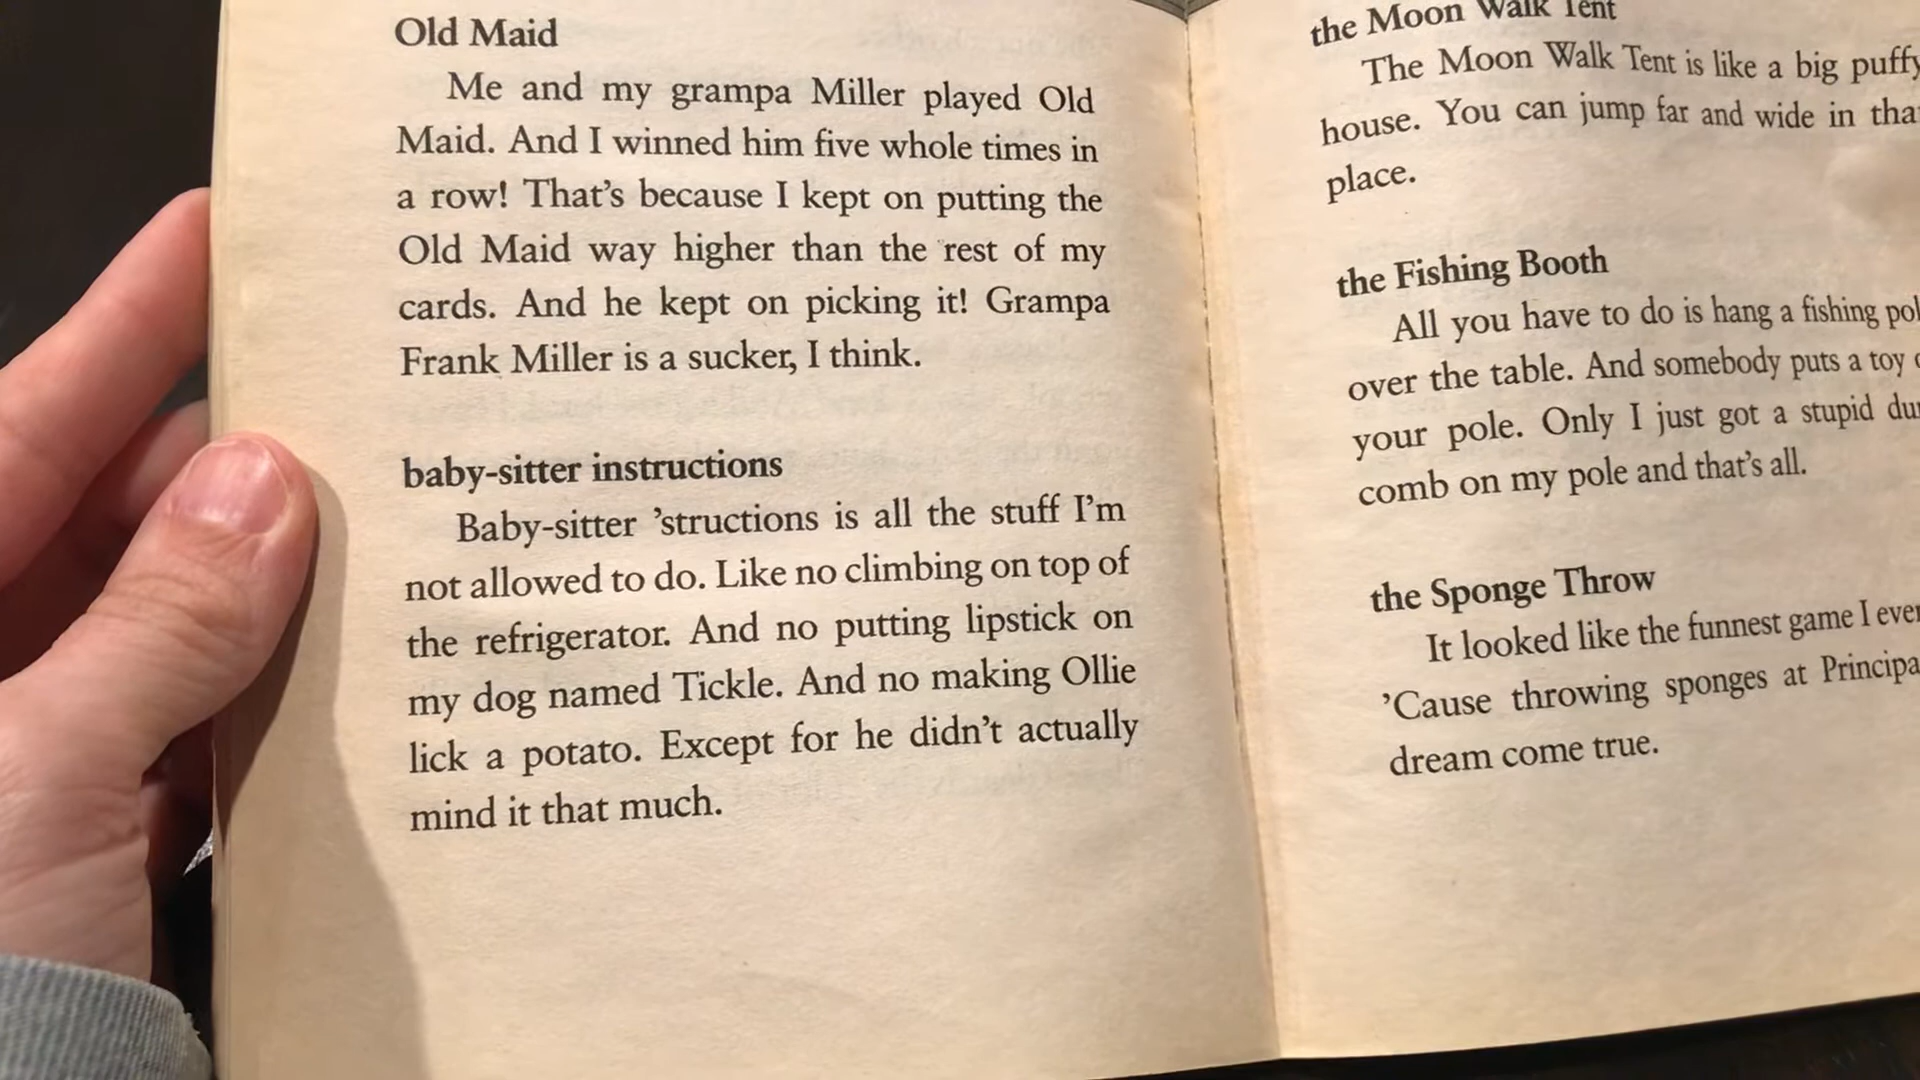 Old Maid
Me and my grampa Miller played Old
Maid. And I winned him five whole times in
a row! That's because I kept on putting the
Old Maid way higher than the rest of my
cards. And he kept on picking it! Grampa
Frank Miller is a sucker, I think.
baby-sitter instructions
Baby-sitter 'structions is all the stuff I'm
not allowed to do. Like no climbing on top of
the refrigerator. And no putting lipstick on
my dog named Tickle. And no making Ollie
lick a potato. Except for he didn't actually
mind it that much.
the Moon Walk Tent
The Moon Walk Tent is like a big puffy
house. You can jump far and wide in
place.
the Fishing Booth
All you have to do is hang a fishing
over the table. And somebody puts a toy
your pole. Only I just got a stupid
comb on my pole and that's all.
the Sponge Throw
It looked like the funnest game I ever
'Cause throwing sponges at
dream come true.